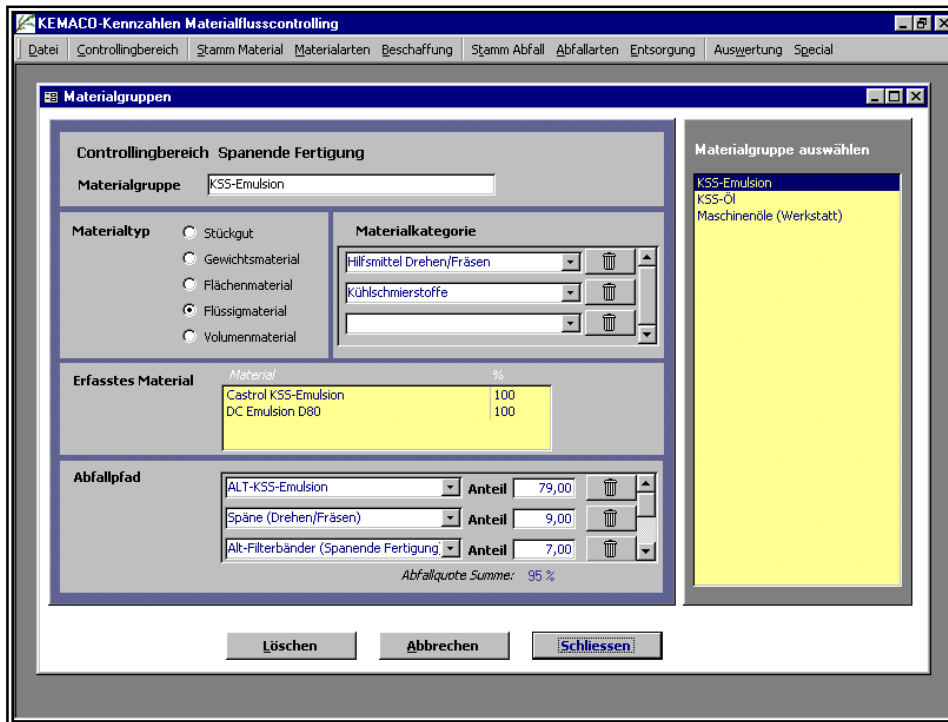 KEMACO-Kennzahlen Materialflusscontrolling
Datei Controllingbereich Stamm Material Materialarten Beschaffung Stamm Abfall Abfallarten Entsorgung Auswertung Special
Materialgruppen
Controllingbereich Spanende Fertigung
Materialgruppe KSS-Emulsion
Materialtyp
Stückgut
Gewichtsmaterial
Flächenmaterial
Flüssigmaterial
Volumenmaterial
Materialkategorie
Hilfsmittel Drehen/Fräsen
Kühlschmierstoffe
Erfasstes Material
Material %
Castrol KSS-Emulsion 100
DC Emulsion D80 100
Abfallpfad
ALT-KSS-Emulsion Anteil 79,00
Späne (Drehen/Fräsen) Anteil 9,00
Alt-Filterbänder (Spanende Fertigung) Anteil 7,00
Abfallquote Summe: 95 %
Materialgruppe auswählen
KSS-Emulsion
KSS-Öl
Maschinenöle (Werkstatt)
Löschen Abbrechen Schliessen